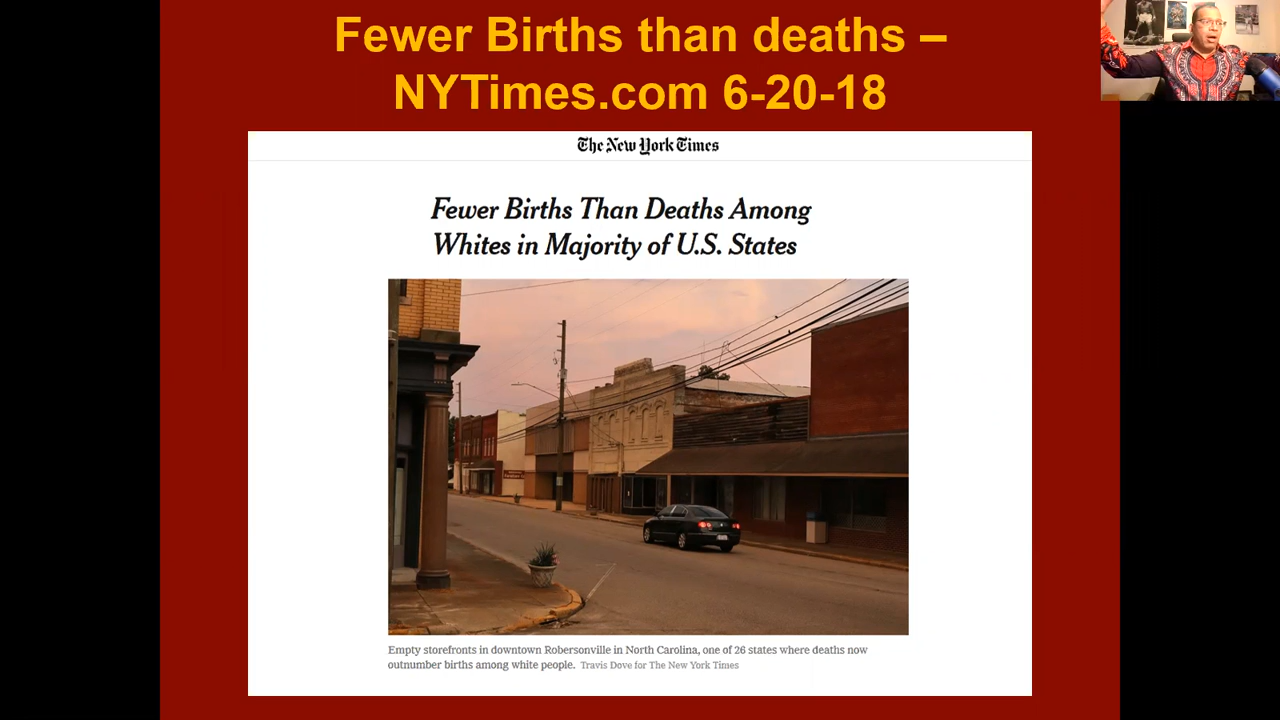 Fewer Births than deaths –
NYTimes.com 6-20-18
The New York Times
Fewer Births Than Deaths Among
Whites in Majority of U.S. States
Empty storefronts in downtown Robersonville in North Carolina, one of 26 states where deaths now
outnumber births among white people. Travis Dove for The New York Times